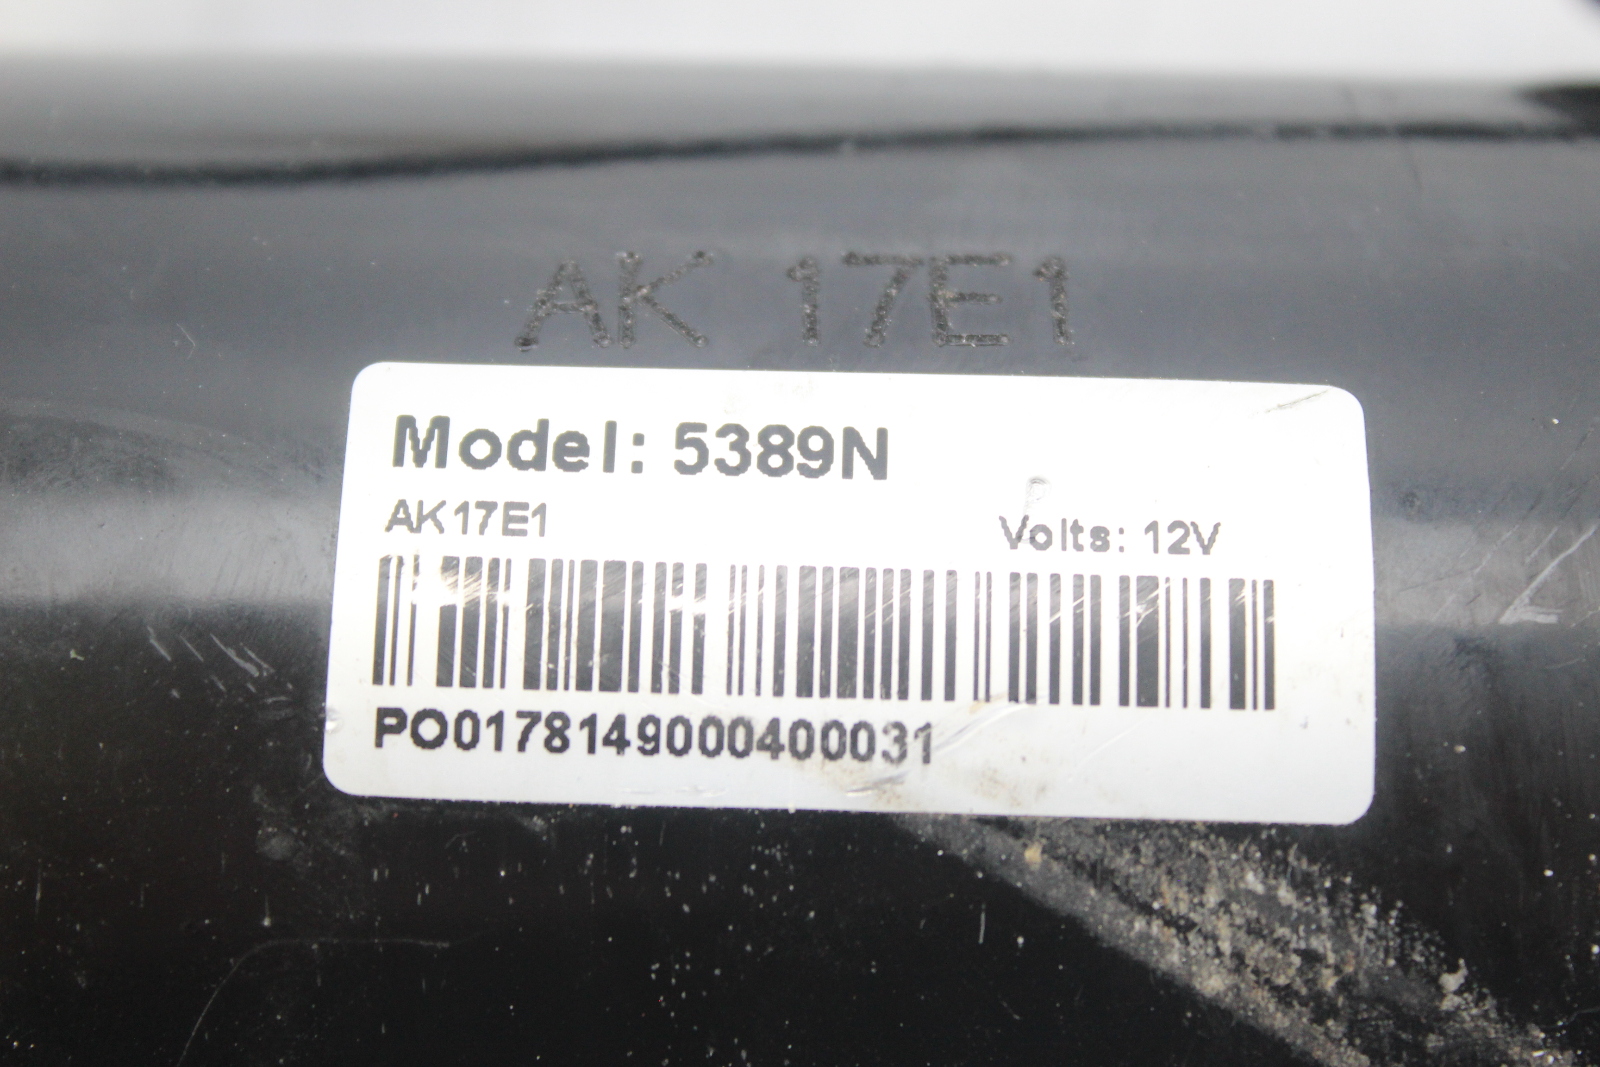 AK 17E1
Model: 5389N
AK17E1
Volts: 12V
PO0178149000400031